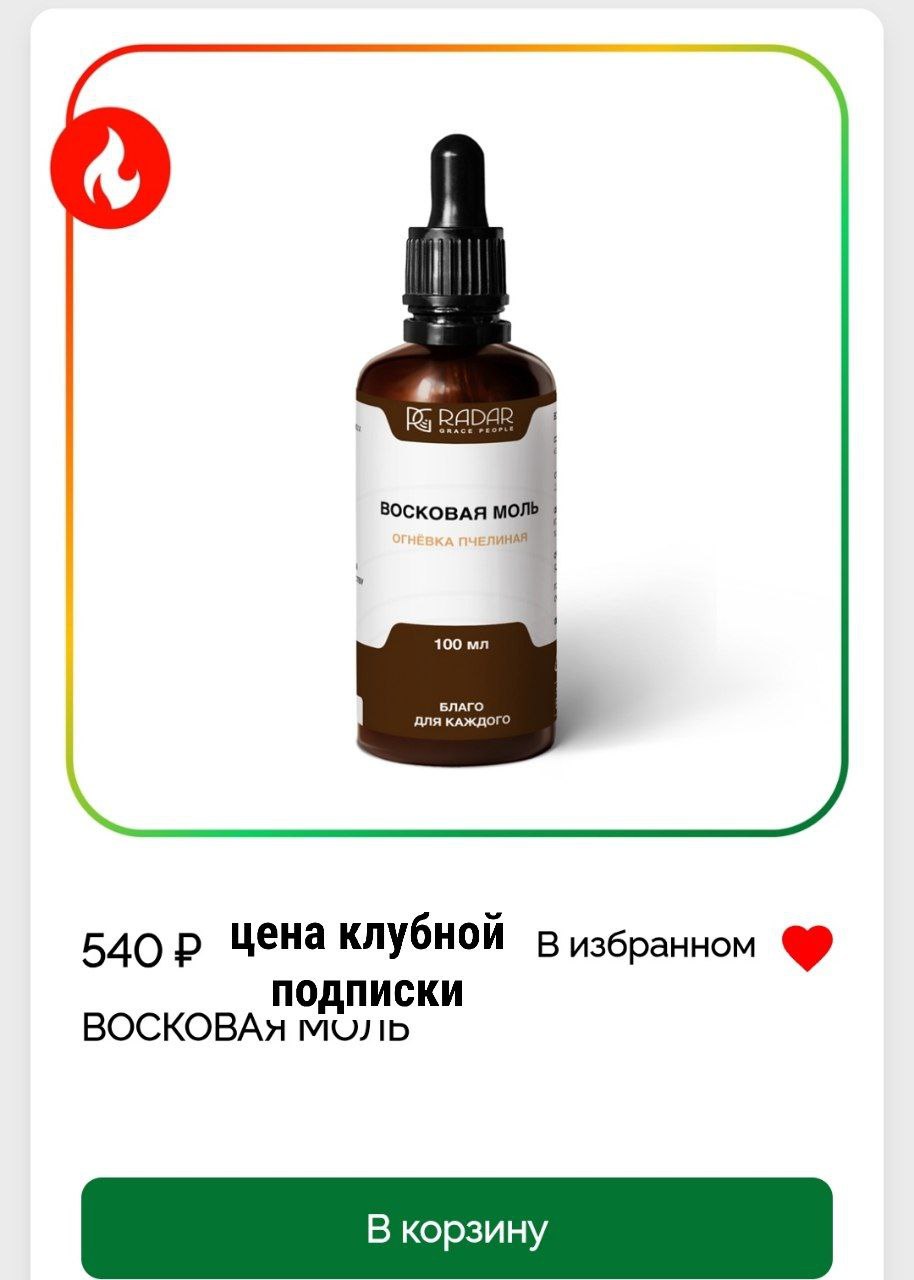 RADAR
GRACE PEOPLE
ВОСКОВАЯ МОЛЬ
ОГНЁВКА ПЧЕЛИНАЯ
100 мл
БЛАГО
ДЛЯ КАЖДОГО
540 ₽
цена клубной
подписки
В избранном
ВОСКОВАЯ МОЛЬ
В корзину